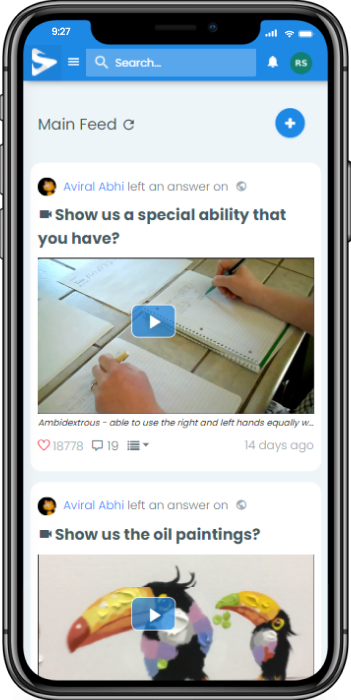 9:27
Search...
RS
Main Feed
Aviral Abhi left an answer on
Show us a special ability that
you have?
Ambidextrous - able to use the right and left hands equally w...
18778 19 14 days ago
Aviral Abhi left an answer on
Show us the oil paintings?